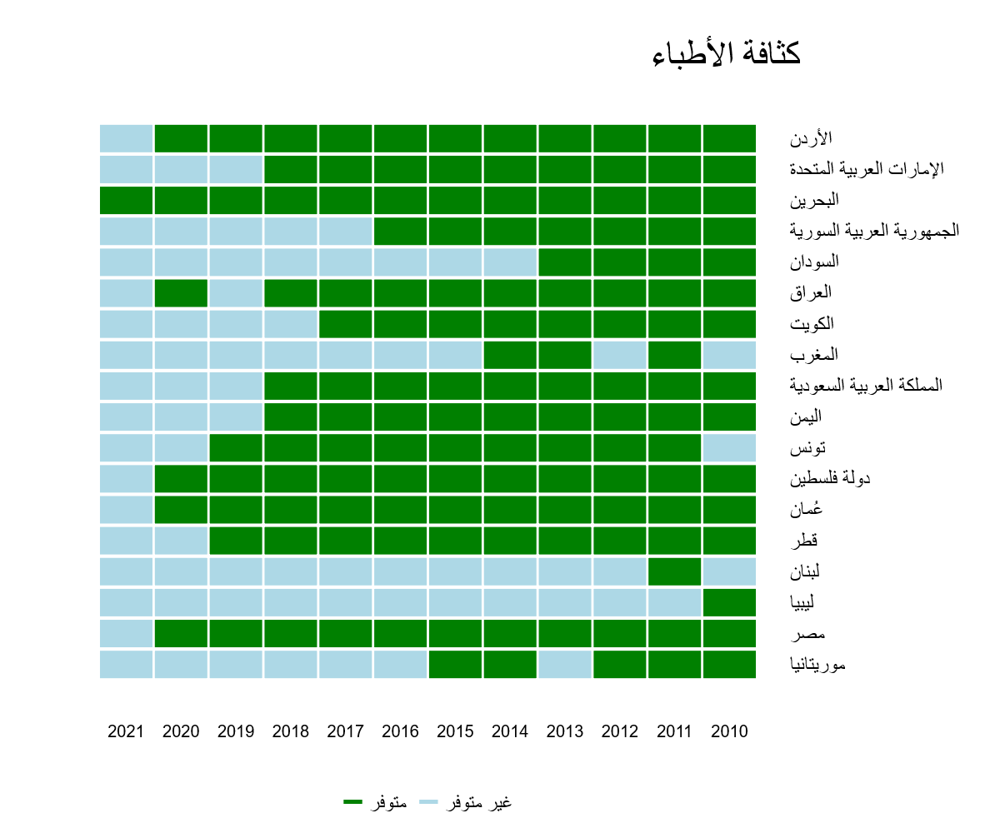 كثافة الأطباء
الأردن
الإمارات العربية المتحدة
البحرين
الجمهورية العربية السورية
السودان
العراق
الكويت
المغرب
المملكة العربية السعودية
اليمن
تونس
دولة فلسطين
عُمان
قطر
لبنان
ليبيا
مصر
موريتانيا
2021 2020 2019 2018 2017 2016 2015 2014 2013 2012 2011 2010
غير متوفر متوفر